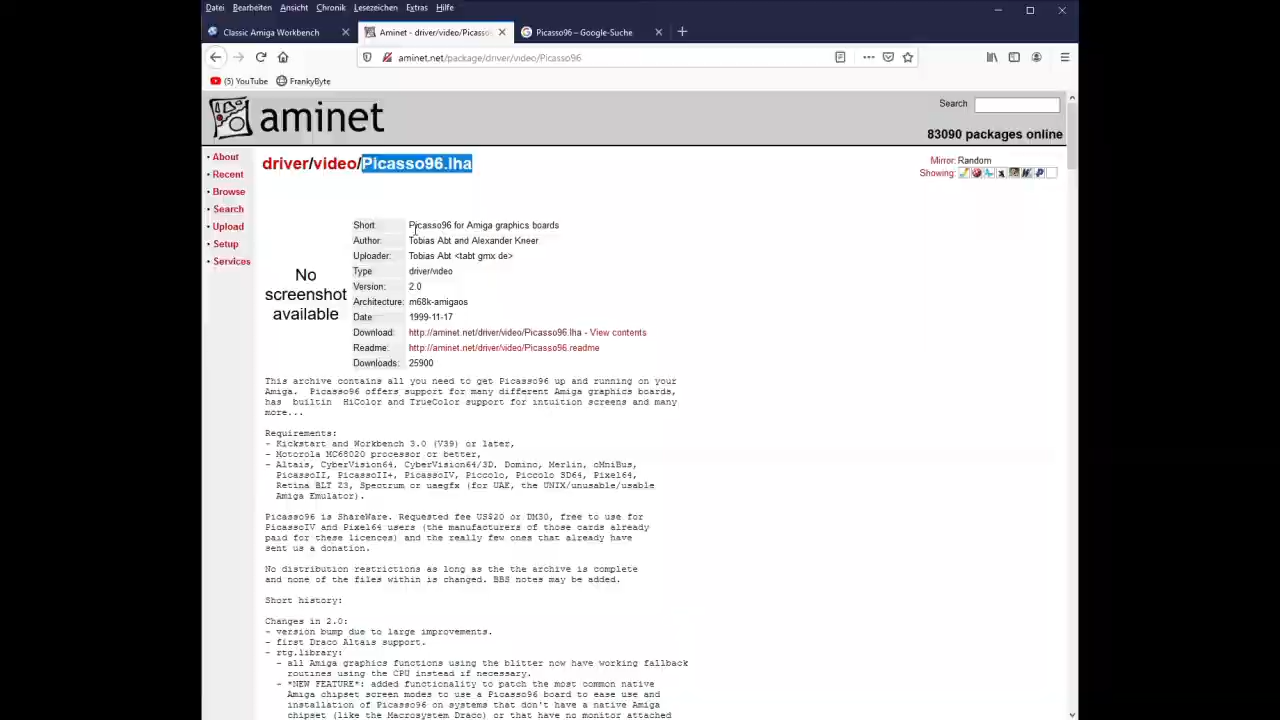 Datei Bearbeiten Ansicht Chronik Lesezeichen Extras Hilfe
Classic Amiga Workbench
Aminet - driver/video/Picasso
Picasso96 – Google-Suche
aminet.net/package/driver/video/Picasso96
(5) YouTube FrankyByte
aminet
Search
83090 packages online
driver/video/Picasso96.lha
Mirror: Random
Showing:
About
Recent
Browse
Search
Upload
Setup
Services
No
screenshot
available
Short Picasso96 for Amiga graphics boards
Author: Tobias Abt and Alexander Kneer
Uploader: Tobias Abt <tabt gmx de>
Type driver/video
Version: 2.0
Architecture: m68k-amigaos
Date: 1999-11-17
Download: http://aminet.net/driver/video/Picasso96.lha - View contents
Readme: http://aminet.net/driver/video/Picasso96.readme
Downloads: 25900
This archive contains all you need to get Picasso96 up and running on your
Amiga. Picasso96 offers support for many different Amiga graphics boards,
has builtin HiColor and TrueColor support for intuition screens and many
more...
Requirements:
- Kickstart and Workbench 3.0 (V39) or later,
- Motorola MC68020 processor or better,
- Altais, CyberVision64, CyberVision64/3D, Domino, Merlin, oMniBus,
PicassoII, PicassoII+, PicassoIV, Piccolo, Piccolo SD64, Pixel64,
Retina BLT Z3, Spectrum or uaegfx (for UAE, the UNIX/unusable/usable
Amiga Emulator).
Picasso96 is ShareWare. Requested fee US$20 or DM30, free to use for
PicassoIV and Pixel64 users (the manufacturers of those cards already
paid for these licences) and the really few ones that already have
sent us a donation.
No distribution restrictions as long as the the archive is complete
and none of the files within is changed. BBS notes may be added.
Short history:
Changes in 2.0:
- version bump due to large improvements.
- first Draco Altais support.
- rtg.library:
- all Amiga graphics functions using the blitter now have working fallback
routines using the CPU instead if necessary.
- *NEW FEATURE*: added functionality to patch the most common native
Amiga chipset screen modes to use a Picasso96 board to ease use and
installation of Picasso96 on systems that don't have a native Amiga
chipset (like the Macrosystem Draco) or that have no monitor attached